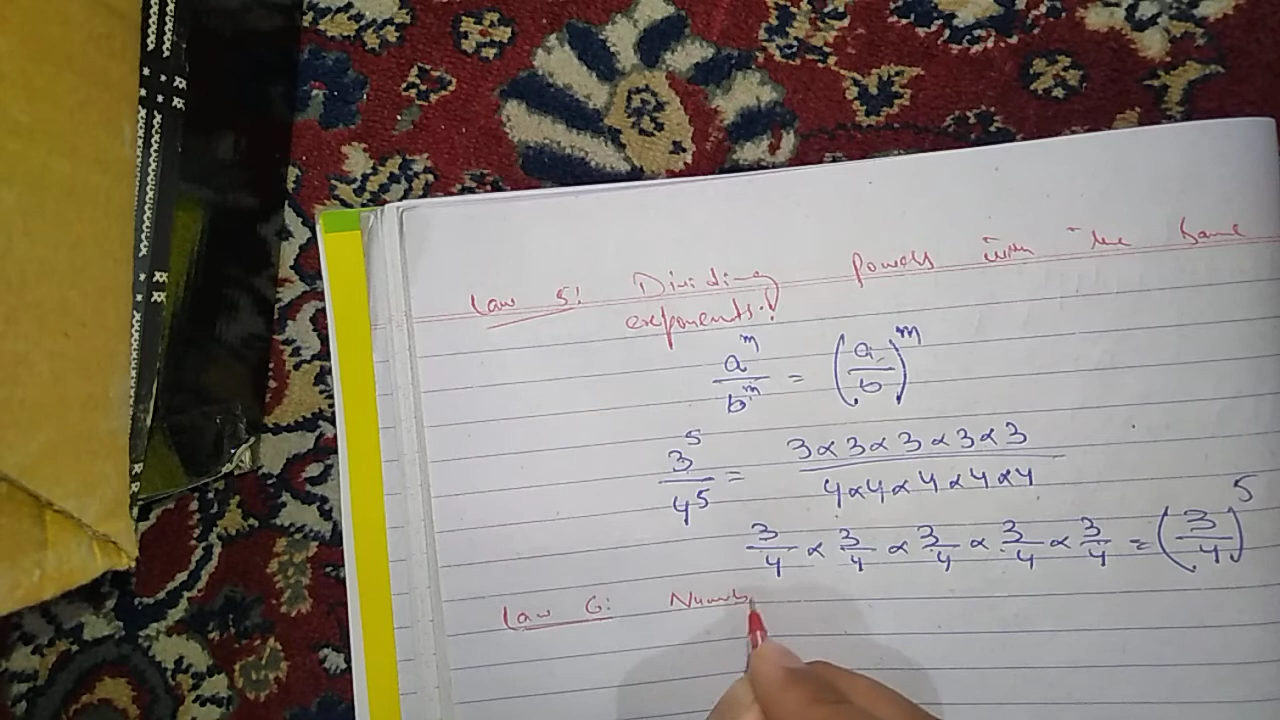 Law 5: Dividing Powers with the Same
exponents:
a^m / b^m = (a/b)^m
3^5 / 4^5 = 3×3×3×3×3 / 4×4×4×4×4
3/4 × 3/4 × 3/4 × 3/4 × 3/4 = (3/4)^5
Law 6: Numb